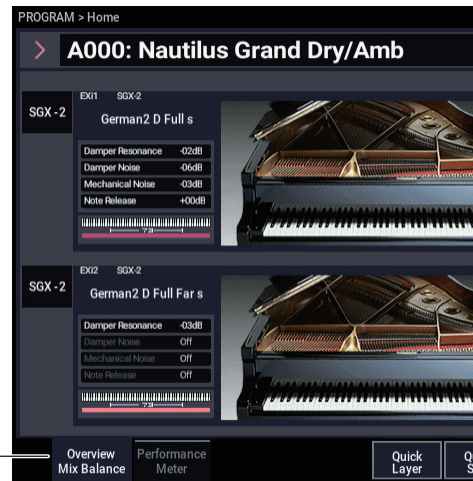 PROGRAM > Home
A000: Nautilus Grand Dry/Amb
EXi1 SGX-2
SGX-2
German2 D Full s
Damper Resonance -02dB
Damper Noise -06dB
Mechanical Noise -03dB
Note Release +00dB
73
EXi2 SGX-2
SGX-2
German2 D Full Far s
Damper Resonance -03dB
Damper Noise Off
Mechanical Noise Off
Note Release Off
73
Overview
Mix Balance
Performance
Meter
Quick
Layer